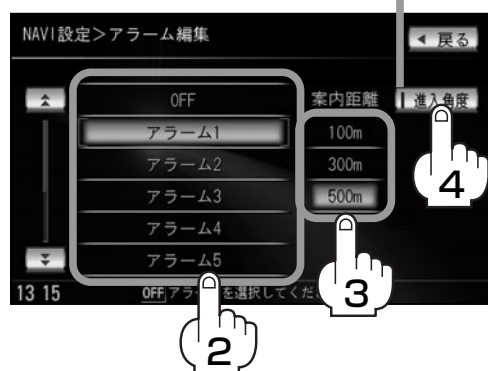 NAVI設定>アラーム編集
戻る
OFF
案内距離
進入角度
アラーム1
100m
アラーム2
300m
アラーム3
500m
アラーム4
アラーム5
13 15
OFF アラ を選択してくだ
2
3
4